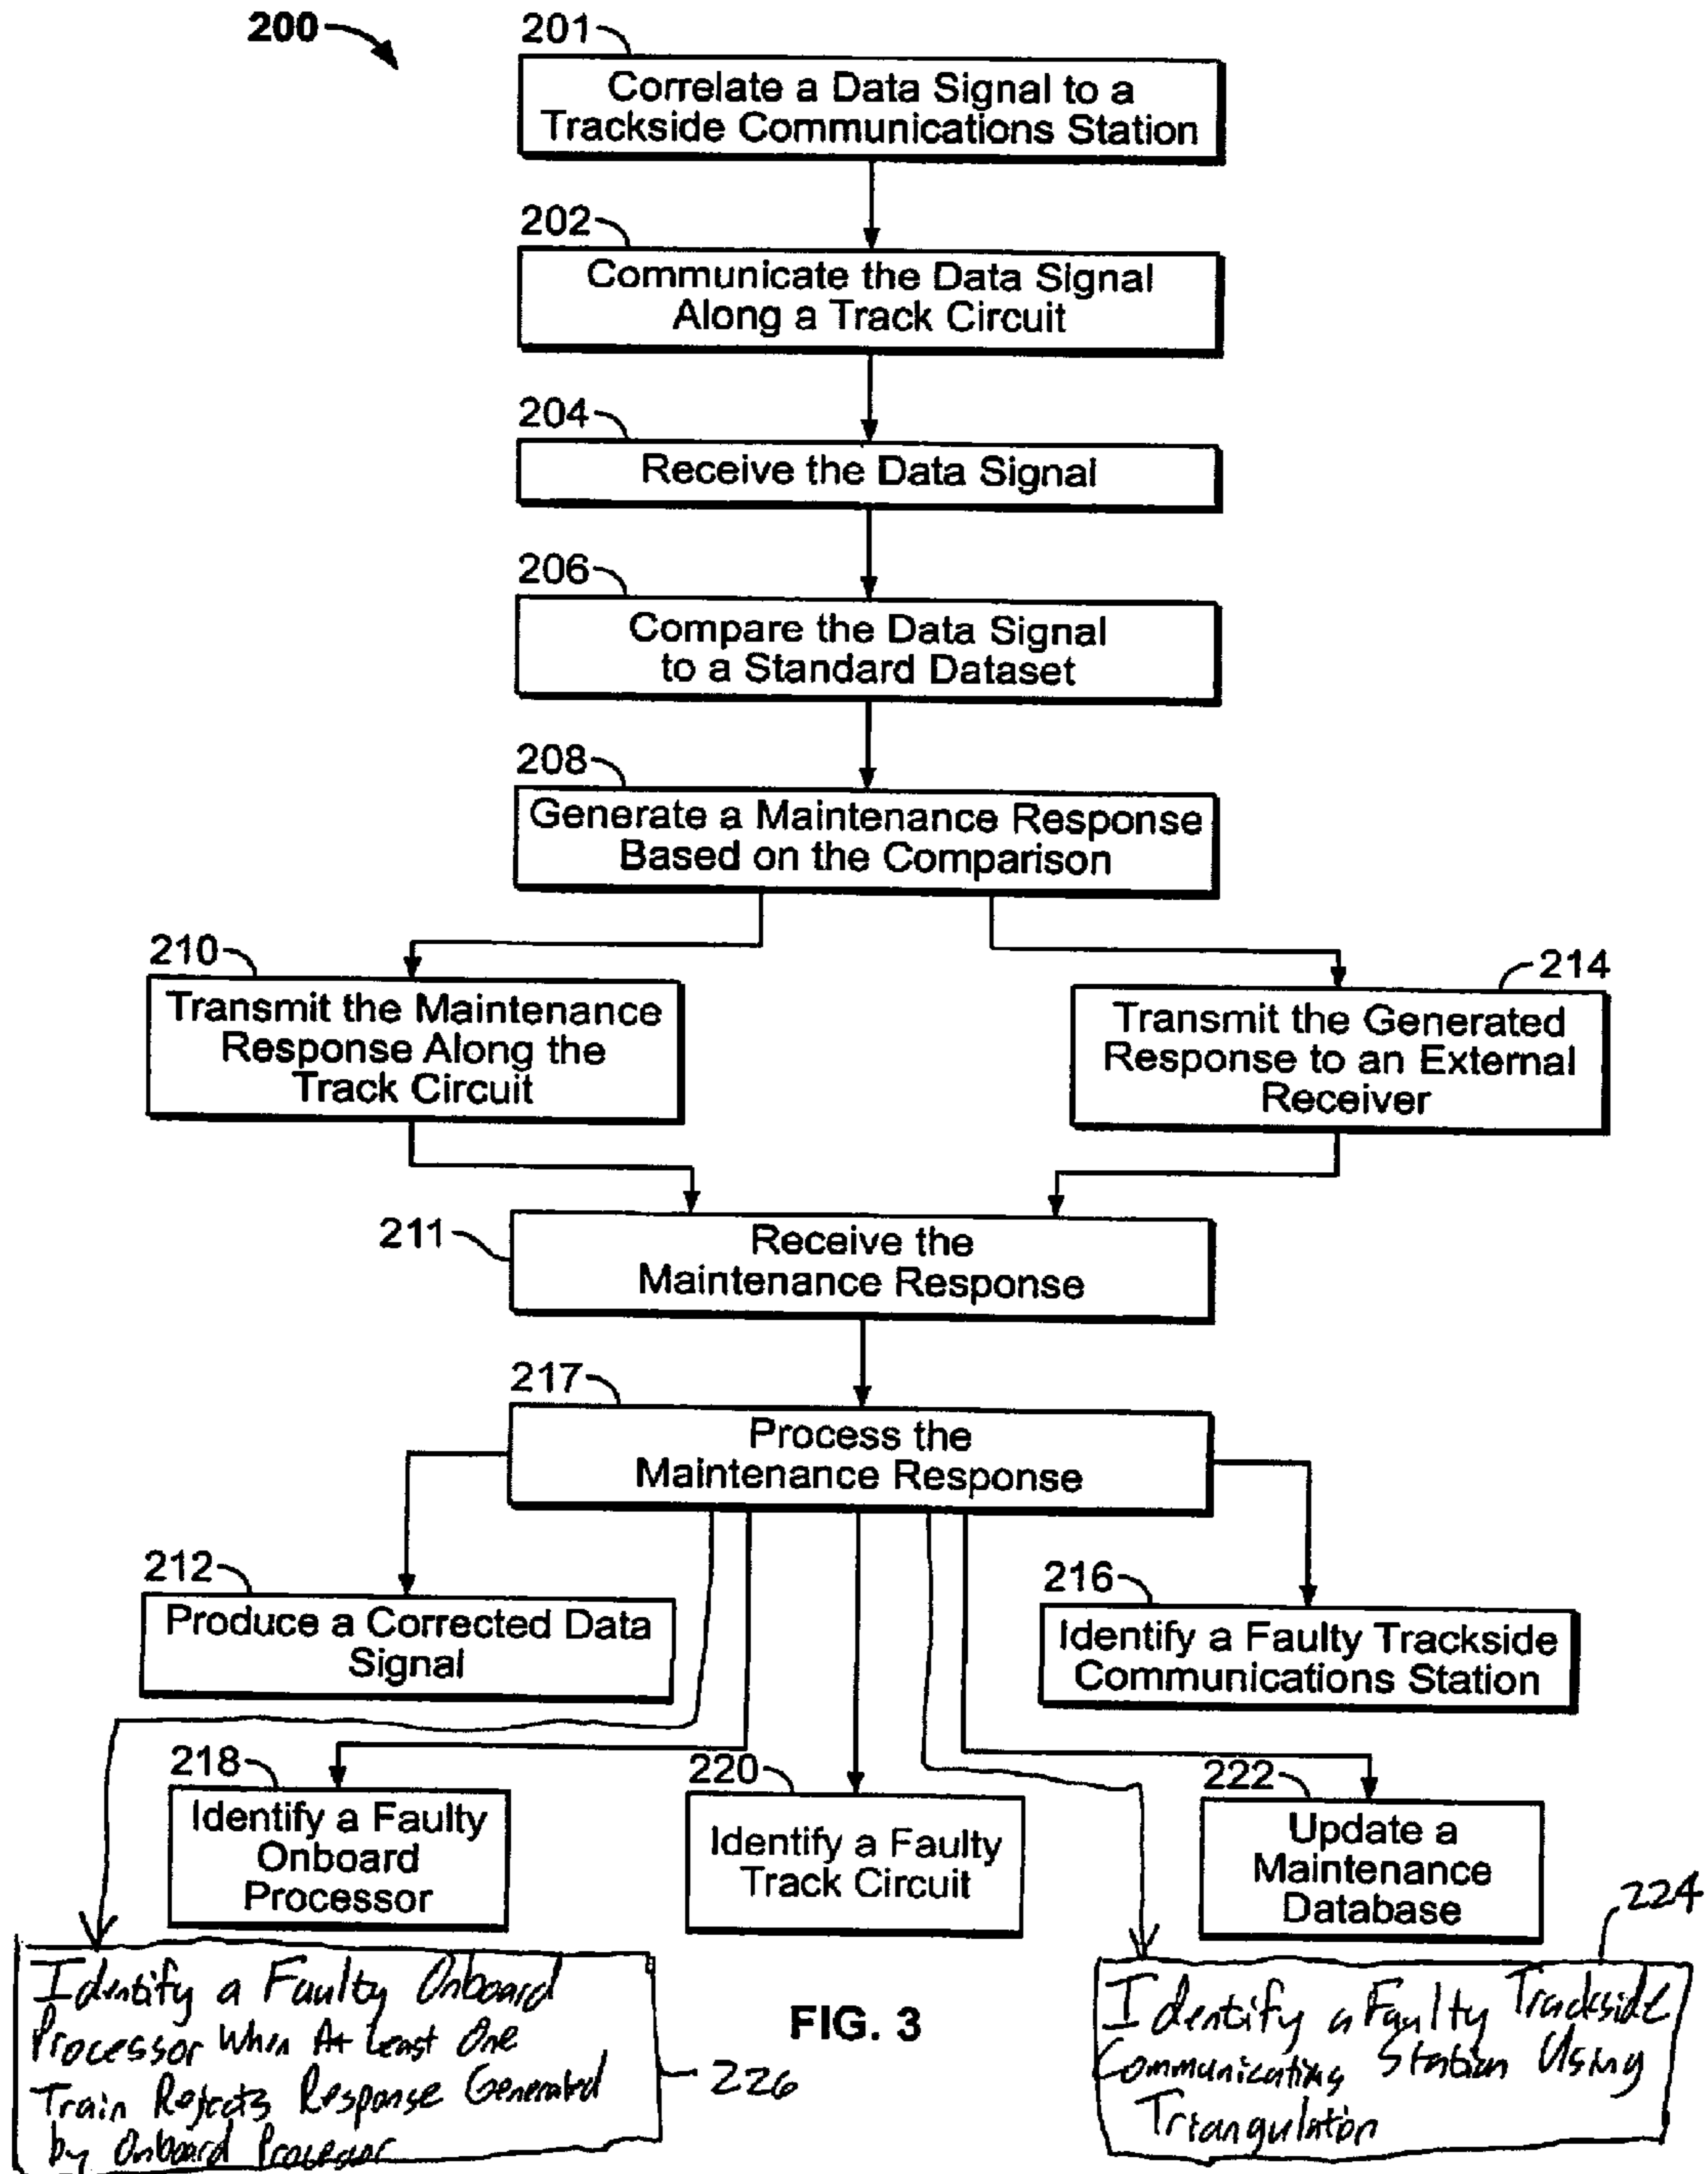 200
201
Correlate a Data Signal to a
Trackside Communications Station
202
Communicate the Data Signal
Along a Track Circuit
204
Receive the Data Signal
206
Compare the Data Signal
to a Standard Dataset
208
Generate a Maintenance Response
Based on the Comparison
210
Transmit the Maintenance
Response Along the
Track Circuit
214
Transmit the Generated
Response to an External
Receiver
211
Receive the
Maintenance Response
217
Process the
Maintenance Response
212
Produce a Corrected Data
Signal
216
Identify a Faulty Trackside
Communications Station
218
Identify a Faulty
Onboard
Processor
220
Identify a Faulty
Track Circuit
222
Update a
Maintenance
Database
224
Identify a Faulty Onboard
Processor When At Least One
Train Rejects Response Generated
by Onboard Processor
226
FIG. 3
Identify a Faulty Trackside
Communications Station Using
Triangulation